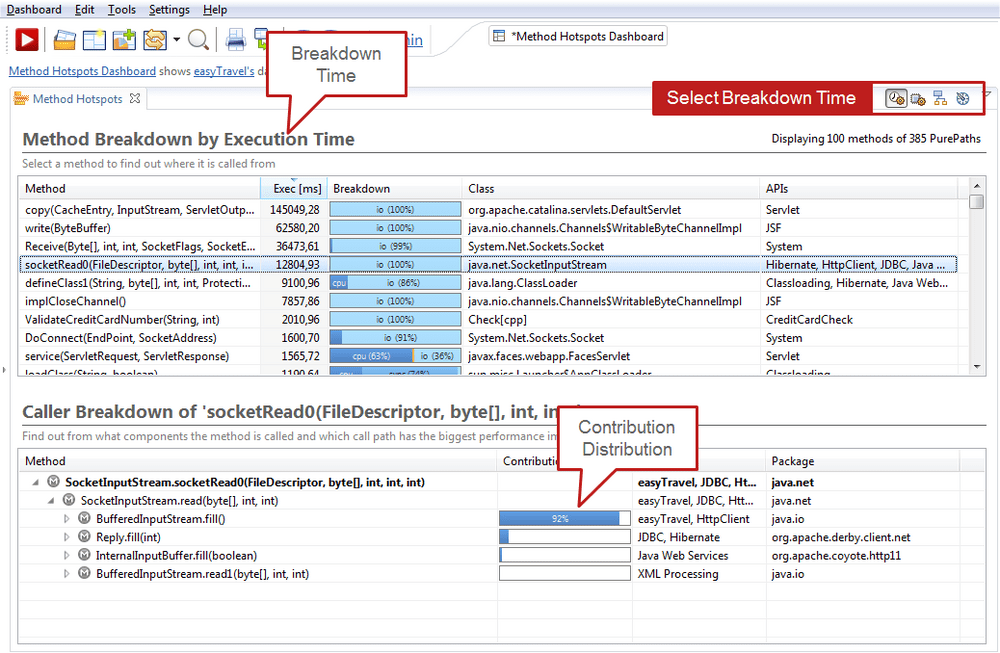 Dashboard Edit Tools Settings Help
*Method Hotspots Dashboard
Method Hotspots Dashboard shows easyTravel's
Breakdown
Time
Method Hotspots
Select Breakdown Time
Method Breakdown by Execution Time
Displaying 100 methods of 385 PurePaths
Select a method to find out where it is called from
Method Exec [ms] Breakdown Class APIs
copy(CacheEntry, InputStream, ServletOutp... 145049,28 io (100%) org.apache.catalina.servlets.DefaultServlet Servlet
write(ByteBuffer) 62580,20 io (100%) java.nio.channels.Channels$WritableByteChannelImpl JSF
Receive(Byte[], int, int, SocketFlags, SocketE... 36473,61 io (99%) System.Net.Sockets.Socket System
socketRead0(FileDescriptor, byte[], int, int, i... 12804,93 io (100%) java.net.SocketInputStream Hibernate, HttpClient, JDBC, Java ...
defineClass1(String, byte[], int, int, Protecti... 9100,96 cpu io (86%) java.lang.ClassLoader Classloading, Hibernate, Java Web...
implCloseChannel() 7857,86 io (100%) java.nio.channels.Channels$WritableByteChannelImpl JSF
ValidateCreditCardNumber(String, int) 2010,96 io (100%) Check[cpp] CreditCardCheck
DoConnect(EndPoint, SocketAddress) 1600,70 io (91%) System.Net.Sockets.Socket System
service(ServletRequest, ServletResponse) 1565,72 cpu (63%) io (36%) javax.faces.webapp.FacesServlet Servlet
loadClass(String, boolean) 1190,64 cpu sync (74%) sun.misc.Launcher$AppClassLoader Classloading
Caller Breakdown of 'socketRead0(FileDescriptor, byte[], int, in
Find out from what components the method is called and which call path has the biggest performance im
Contribution
Distribution
Method Contributio Package
SocketInputStream.socketRead0(FileDescriptor, byte[], int, int, int) easyTravel, JDBC, Ht... java.net
SocketInputStream.read(byte[], int, int) easyTravel, JDBC, Htt... java.net
BufferedInputStream.fill() 92% easyTravel, HttpClient java.io
Reply.fill(int) JDBC, Hibernate org.apache.derby.client.net
InternalInputBuffer.fill(boolean) Java Web Services org.apache.coyote.http11
BufferedInputStream.read1(byte[], int, int) XML Processing java.io